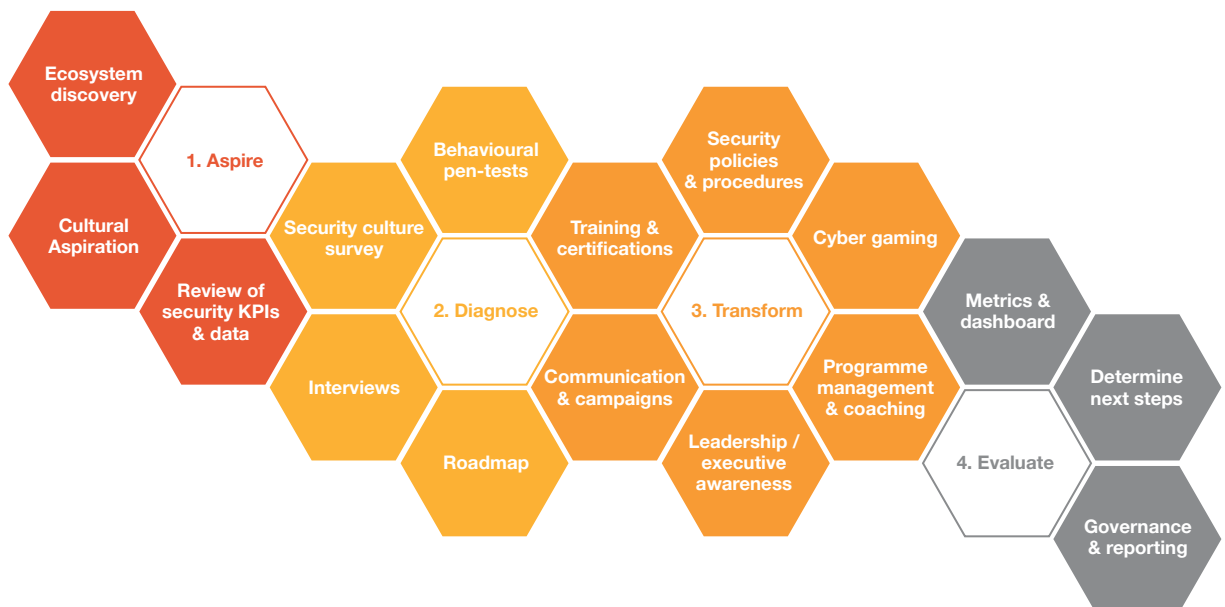 Ecosystem
discovery
1. Aspire
Cultural
Aspiration
Review of
security KPIs
& data
Behavioural
pen-tests
Security culture
survey
2. Diagnose
Interviews
Roadmap
Security
policies
& procedures
Training &
certifications
Cyber gaming
3. Transform
Communication
& campaigns
Programme
management
& coaching
Leadership /
executive
awareness
Metrics &
dashboard
Determine
next steps
4. Evaluate
Governance
& reporting